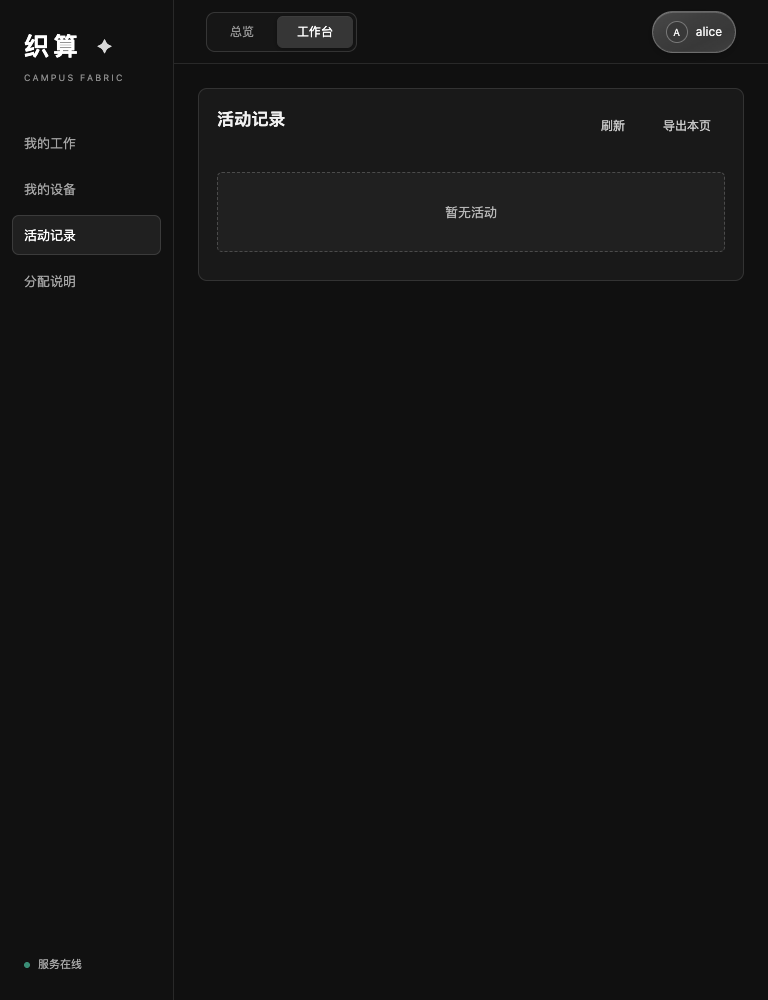 织算
CAMPUS FABRIC
我的工作
我的设备
活动记录
分配说明
服务在线
总览
工作台
A
alice
活动记录
刷新
导出本页
暂无活动